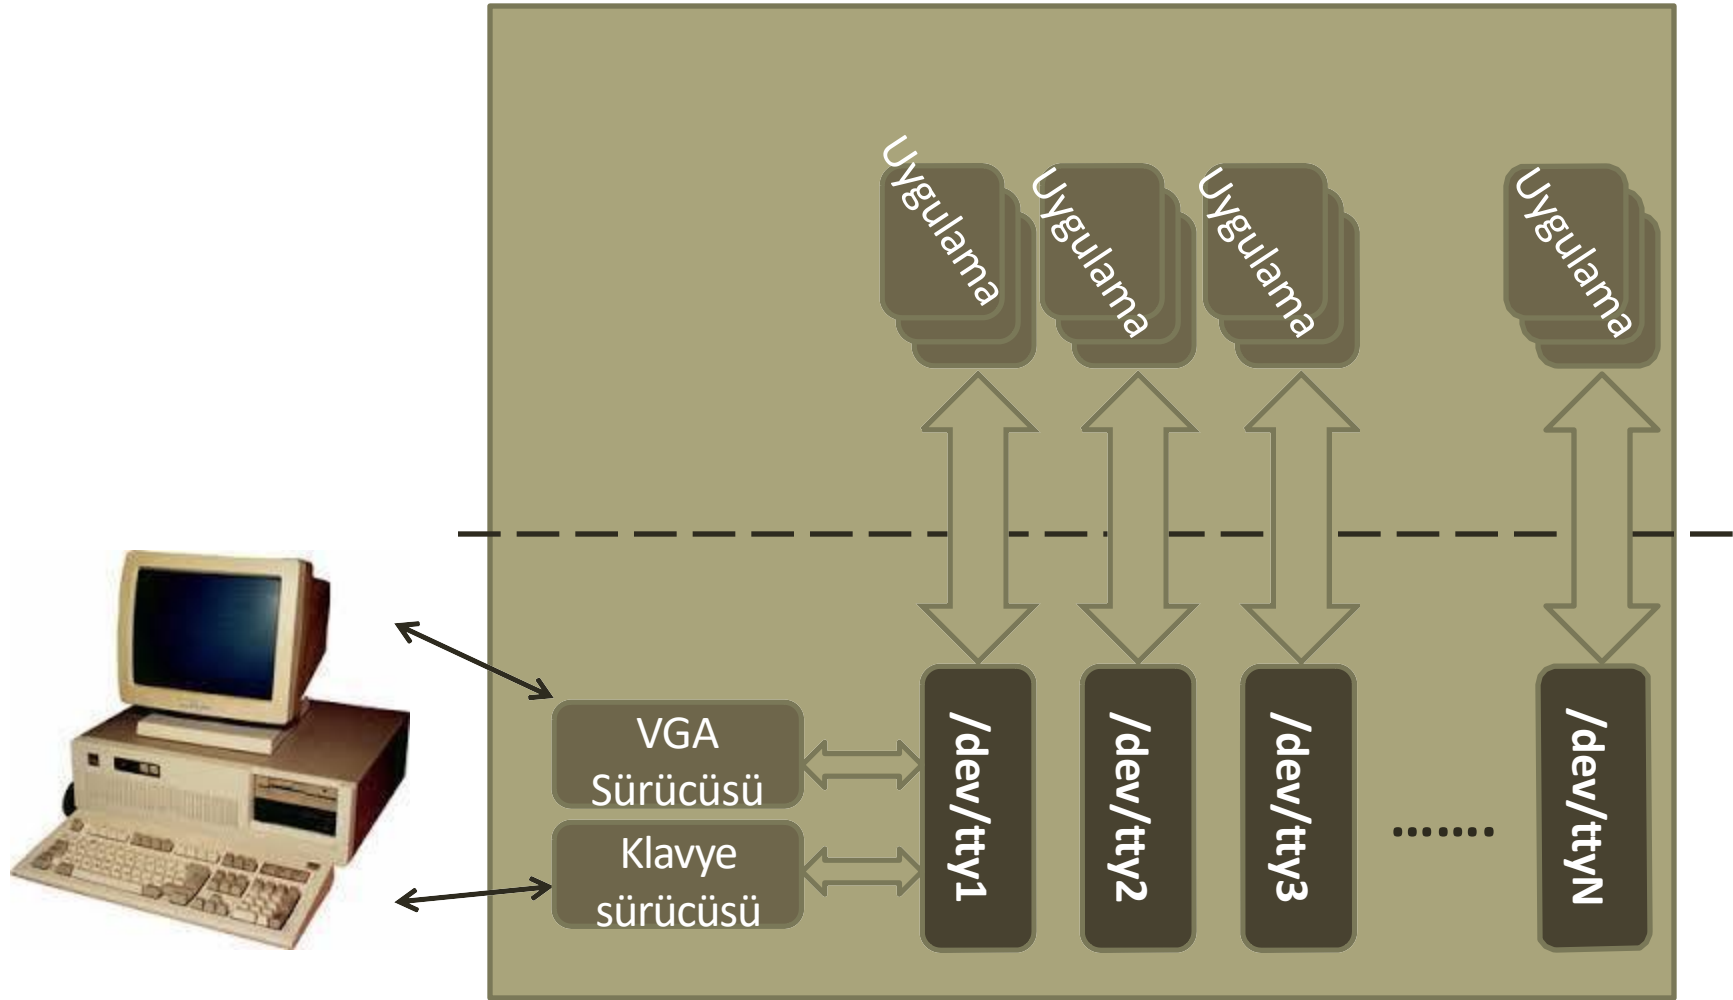 Uygulama
Uygulama
Uygulama
Uygulama
VGA
Sürücüsü
Klavye
sürücüsü
/dev/tty1
/dev/tty2
/dev/tty3
.......
/dev/ttyN